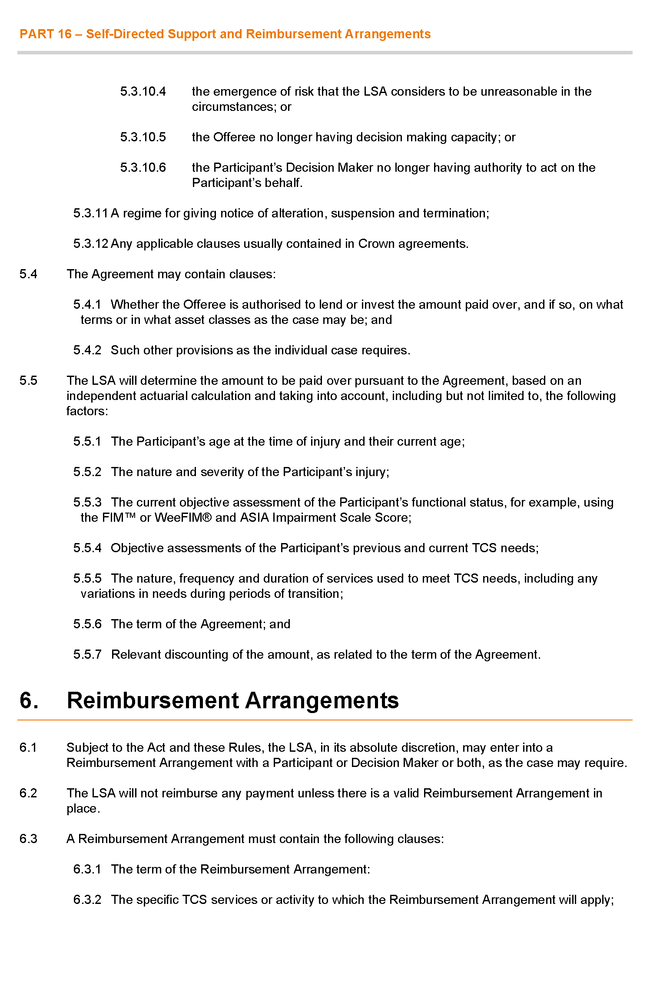 PART 16 – Self-Directed Support and Reimbursement Arrangements
5.3.10.4 the emergence of risk that the LSA considers to be unreasonable in the
circumstances; or
5.3.10.5 the Offeree no longer having decision making capacity; or
5.3.10.6 the Participant’s Decision Maker no longer having authority to act on the
Participant’s behalf.
5.3.11 A regime for giving notice of alteration, suspension and termination;
5.3.12 Any applicable clauses usually contained in Crown agreements.
5.4 The Agreement may contain clauses:
5.4.1 Whether the Offeree is authorised to lend or invest the amount paid over, and if so, on what
terms or in what asset classes as the case may be; and
5.4.2 Such other provisions as the individual case requires.
5.5 The LSA will determine the amount to be paid over pursuant to the Agreement, based on an
independent actuarial calculation and taking into account, including but not limited to, the following
factors:
5.5.1 The Participant’s age at the time of injury and their current age;
5.5.2 The nature and severity of the Participant’s injury;
5.5.3 The current objective assessment of the Participant’s functional status, for example, using
the FIM™ or WeeFIM® and ASIA Impairment Scale Score;
5.5.4 Objective assessments of the Participant’s previous and current TCS needs;
5.5.5 The nature, frequency and duration of services used to meet TCS needs, including any
variations in needs during periods of transition;
5.5.6 The term of the Agreement; and
5.5.7 Relevant discounting of the amount, as related to the term of the Agreement.
6. Reimbursement Arrangements
6.1 Subject to the Act and these Rules, the LSA, in its absolute discretion, may enter into a
Reimbursement Arrangement with a Participant or Decision Maker or both, as the case may require.
6.2 The LSA will not reimburse any payment unless there is a valid Reimbursement Arrangement in
place.
6.3 A Reimbursement Arrangement must contain the following clauses:
6.3.1 The term of the Reimbursement Arrangement:
6.3.2 The specific TCS services or activity to which the Reimbursement Arrangement will apply;